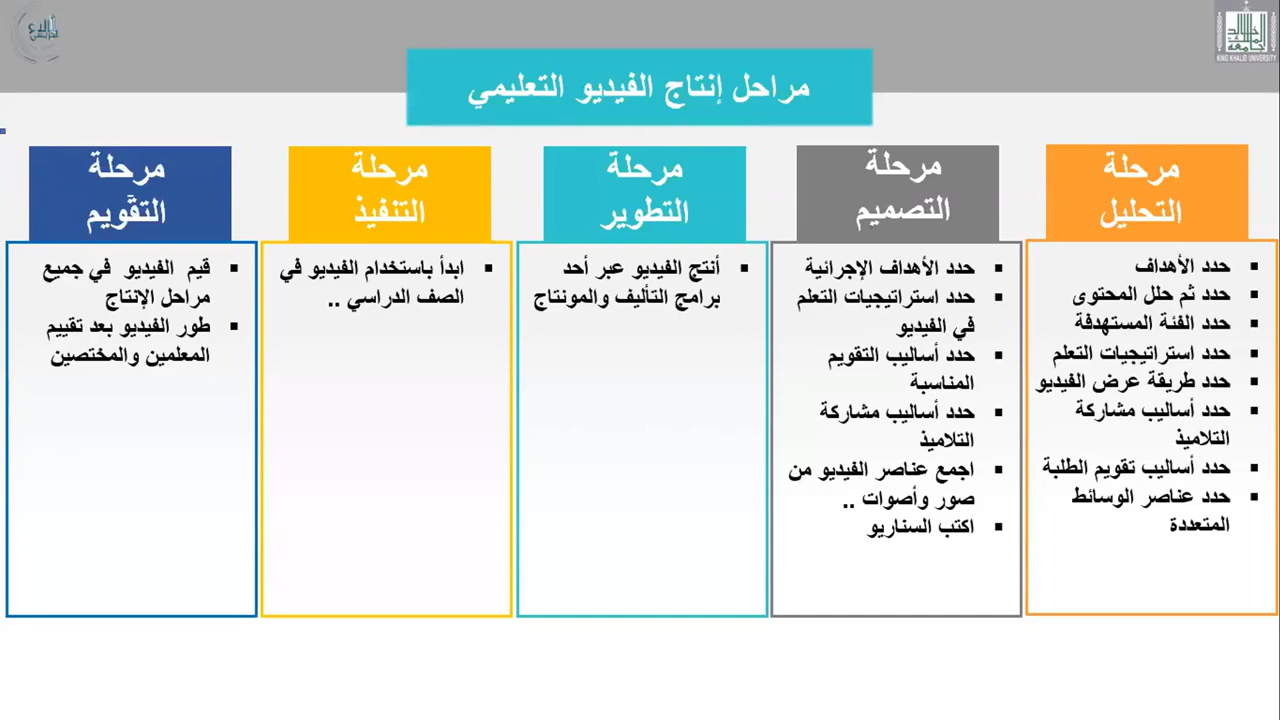 KING KHALID UNIVERSITY
مراحل إنتاج الفيديو التعليمي
مرحلة
التحليل
حدد الأهداف
حدد ثم حلل المحتوى
حدد الفئة المستهدفة
حدد استراتيجيات التعلم
حدد طريقة عرض الفيديو
حدد أساليب مشاركة
التلاميذ
حدد أساليب تقويم الطلبة
حدد عناصر الوسائط
المتعددة
مرحلة
التصميم
حدد الأهداف الإجرائية
حدد استراتيجيات التعلم
في الفيديو
حدد أساليب التقويم
المناسبة
حدد أساليب مشاركة
التلاميذ
اجمع عناصر الفيديو من
صور وأصوات ..
اكتب السناريو
مرحلة
التطوير
أنتج الفيديو عبر أحد
برامج التأليف والمونتاج
مرحلة
التنفيذ
ابدأ باستخدام الفيديو في
الصف الدراسي ..
مرحلة
التقويم
قيم الفيديو في جميع
مراحل الإنتاج
طور الفيديو بعد تقييم
المعلمين والمختصين